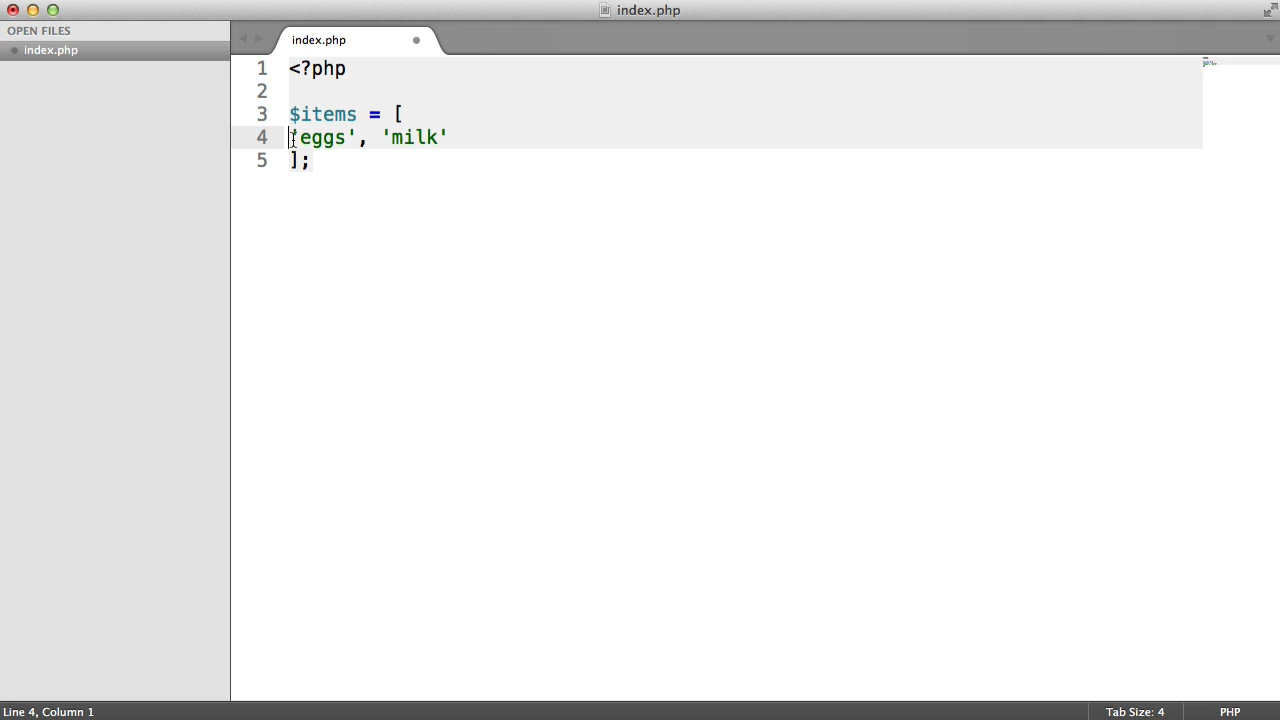 index.php
OPEN FILES
index.php
index.php
1 <?php
2
3 $items = [
4 'eggs', 'milk'
5 ];
Line 4, Column 1
Tab Size: 4
PHP